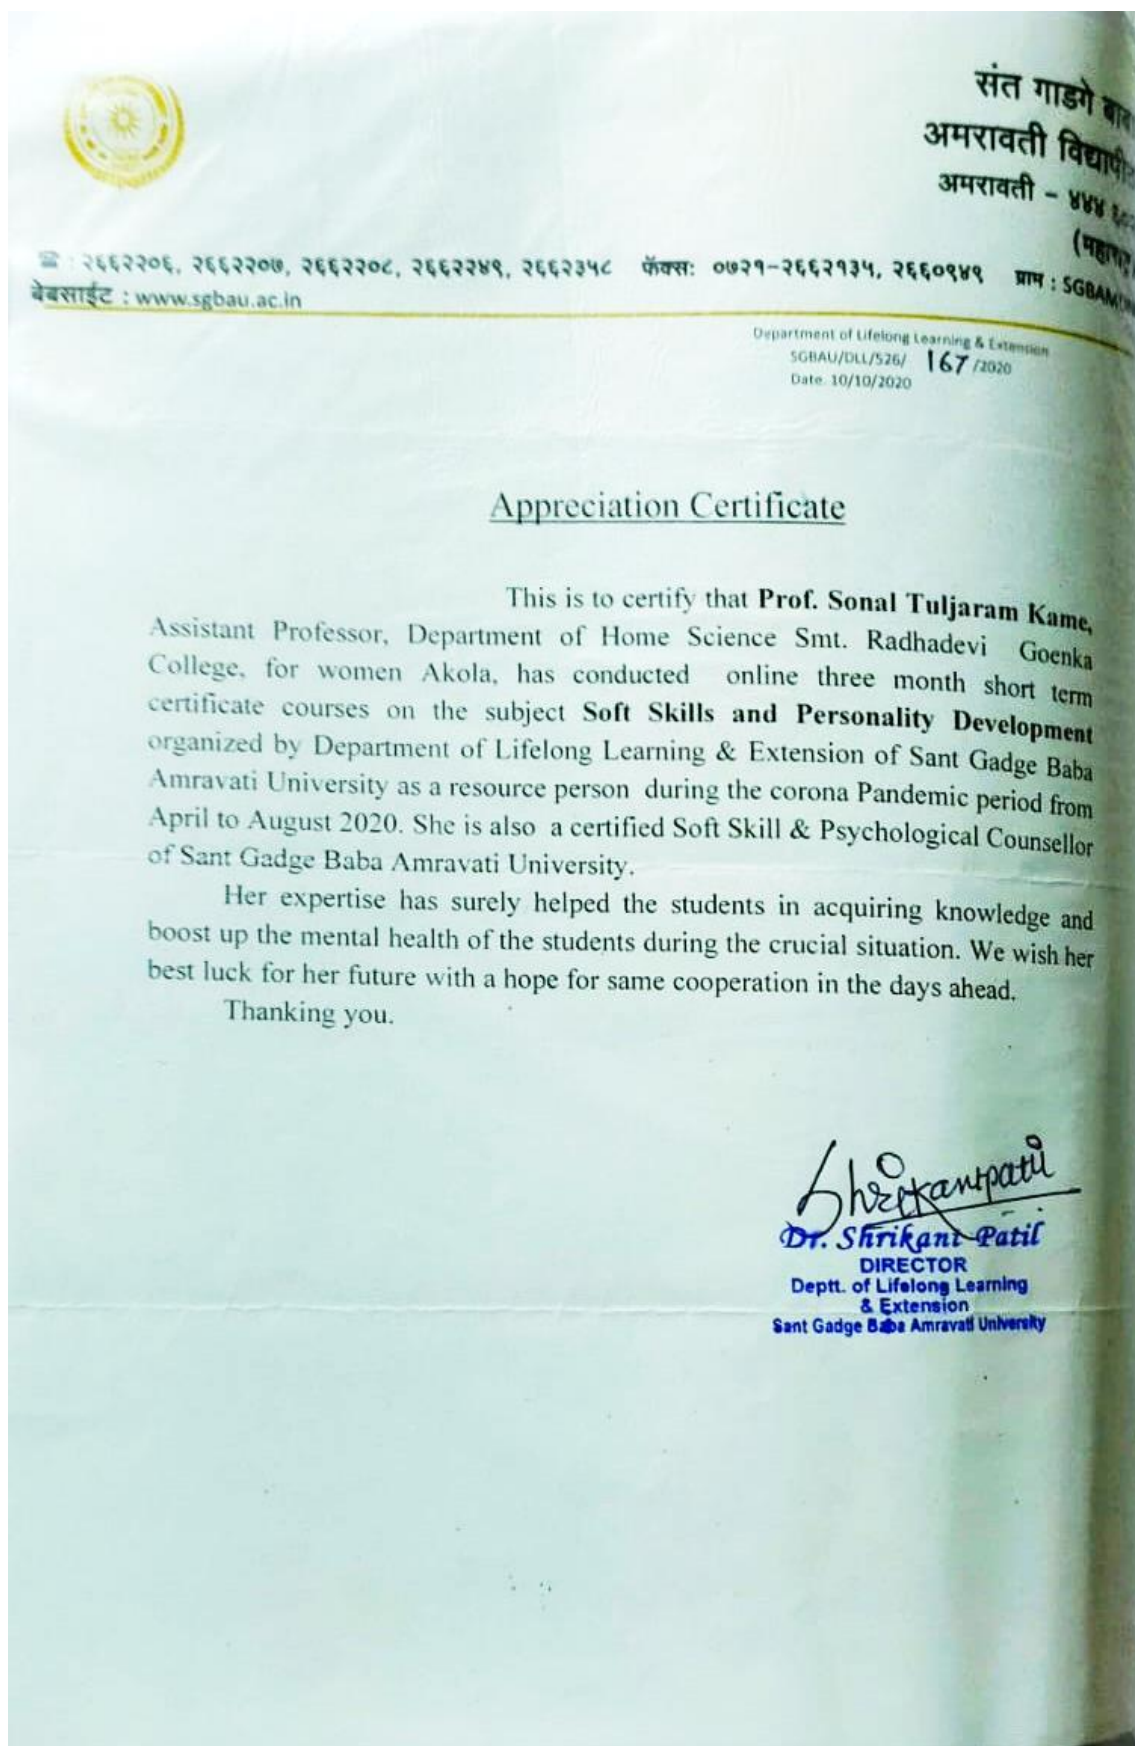 संत गाडगे
अमरावती
अमरावती – ४४४
☎ : २६६२२०६, २६६२२०७, २६६२२०८, २६६२२४९, २६६२३५८ फॅक्स: ०७२१-२६६२१३५, २६६०९४९ ग्राम : SGBAM
बेबसाईट : www.sgbau.ac.in
Department of Lifelong Learning & Extension
SGBAU/DLL/526/ 167 /2020
Date. 10/10/2020
Appreciation Certificate
This is to certify that Prof. Sonal Tuljaram Kame,
Assistant Professor, Department of Home Science Smt. Radhadevi Goenka
College, for women Akola, has conducted online three month short term
certificate courses on the subject Soft Skills and Personality Development
organized by Department of Lifelong Learning & Extension of Sant Gadge Baba
Amravati University as a resource person during the corona Pandemic period from
April to August 2020. She is also a certified Soft Skill & Psychological Counsellor
of Sant Gadge Baba Amravati University.
Her expertise has surely helped the students in acquiring knowledge and
boost up the mental health of the students during the crucial situation. We wish her
best luck for her future with a hope for same cooperation in the days ahead.
Thanking you.
Shrikantpatil
Dr. Shrikant Patil
DIRECTOR
Deptt. of Lifelong Learning
& Extension
Sant Gadge Baba Amravati University